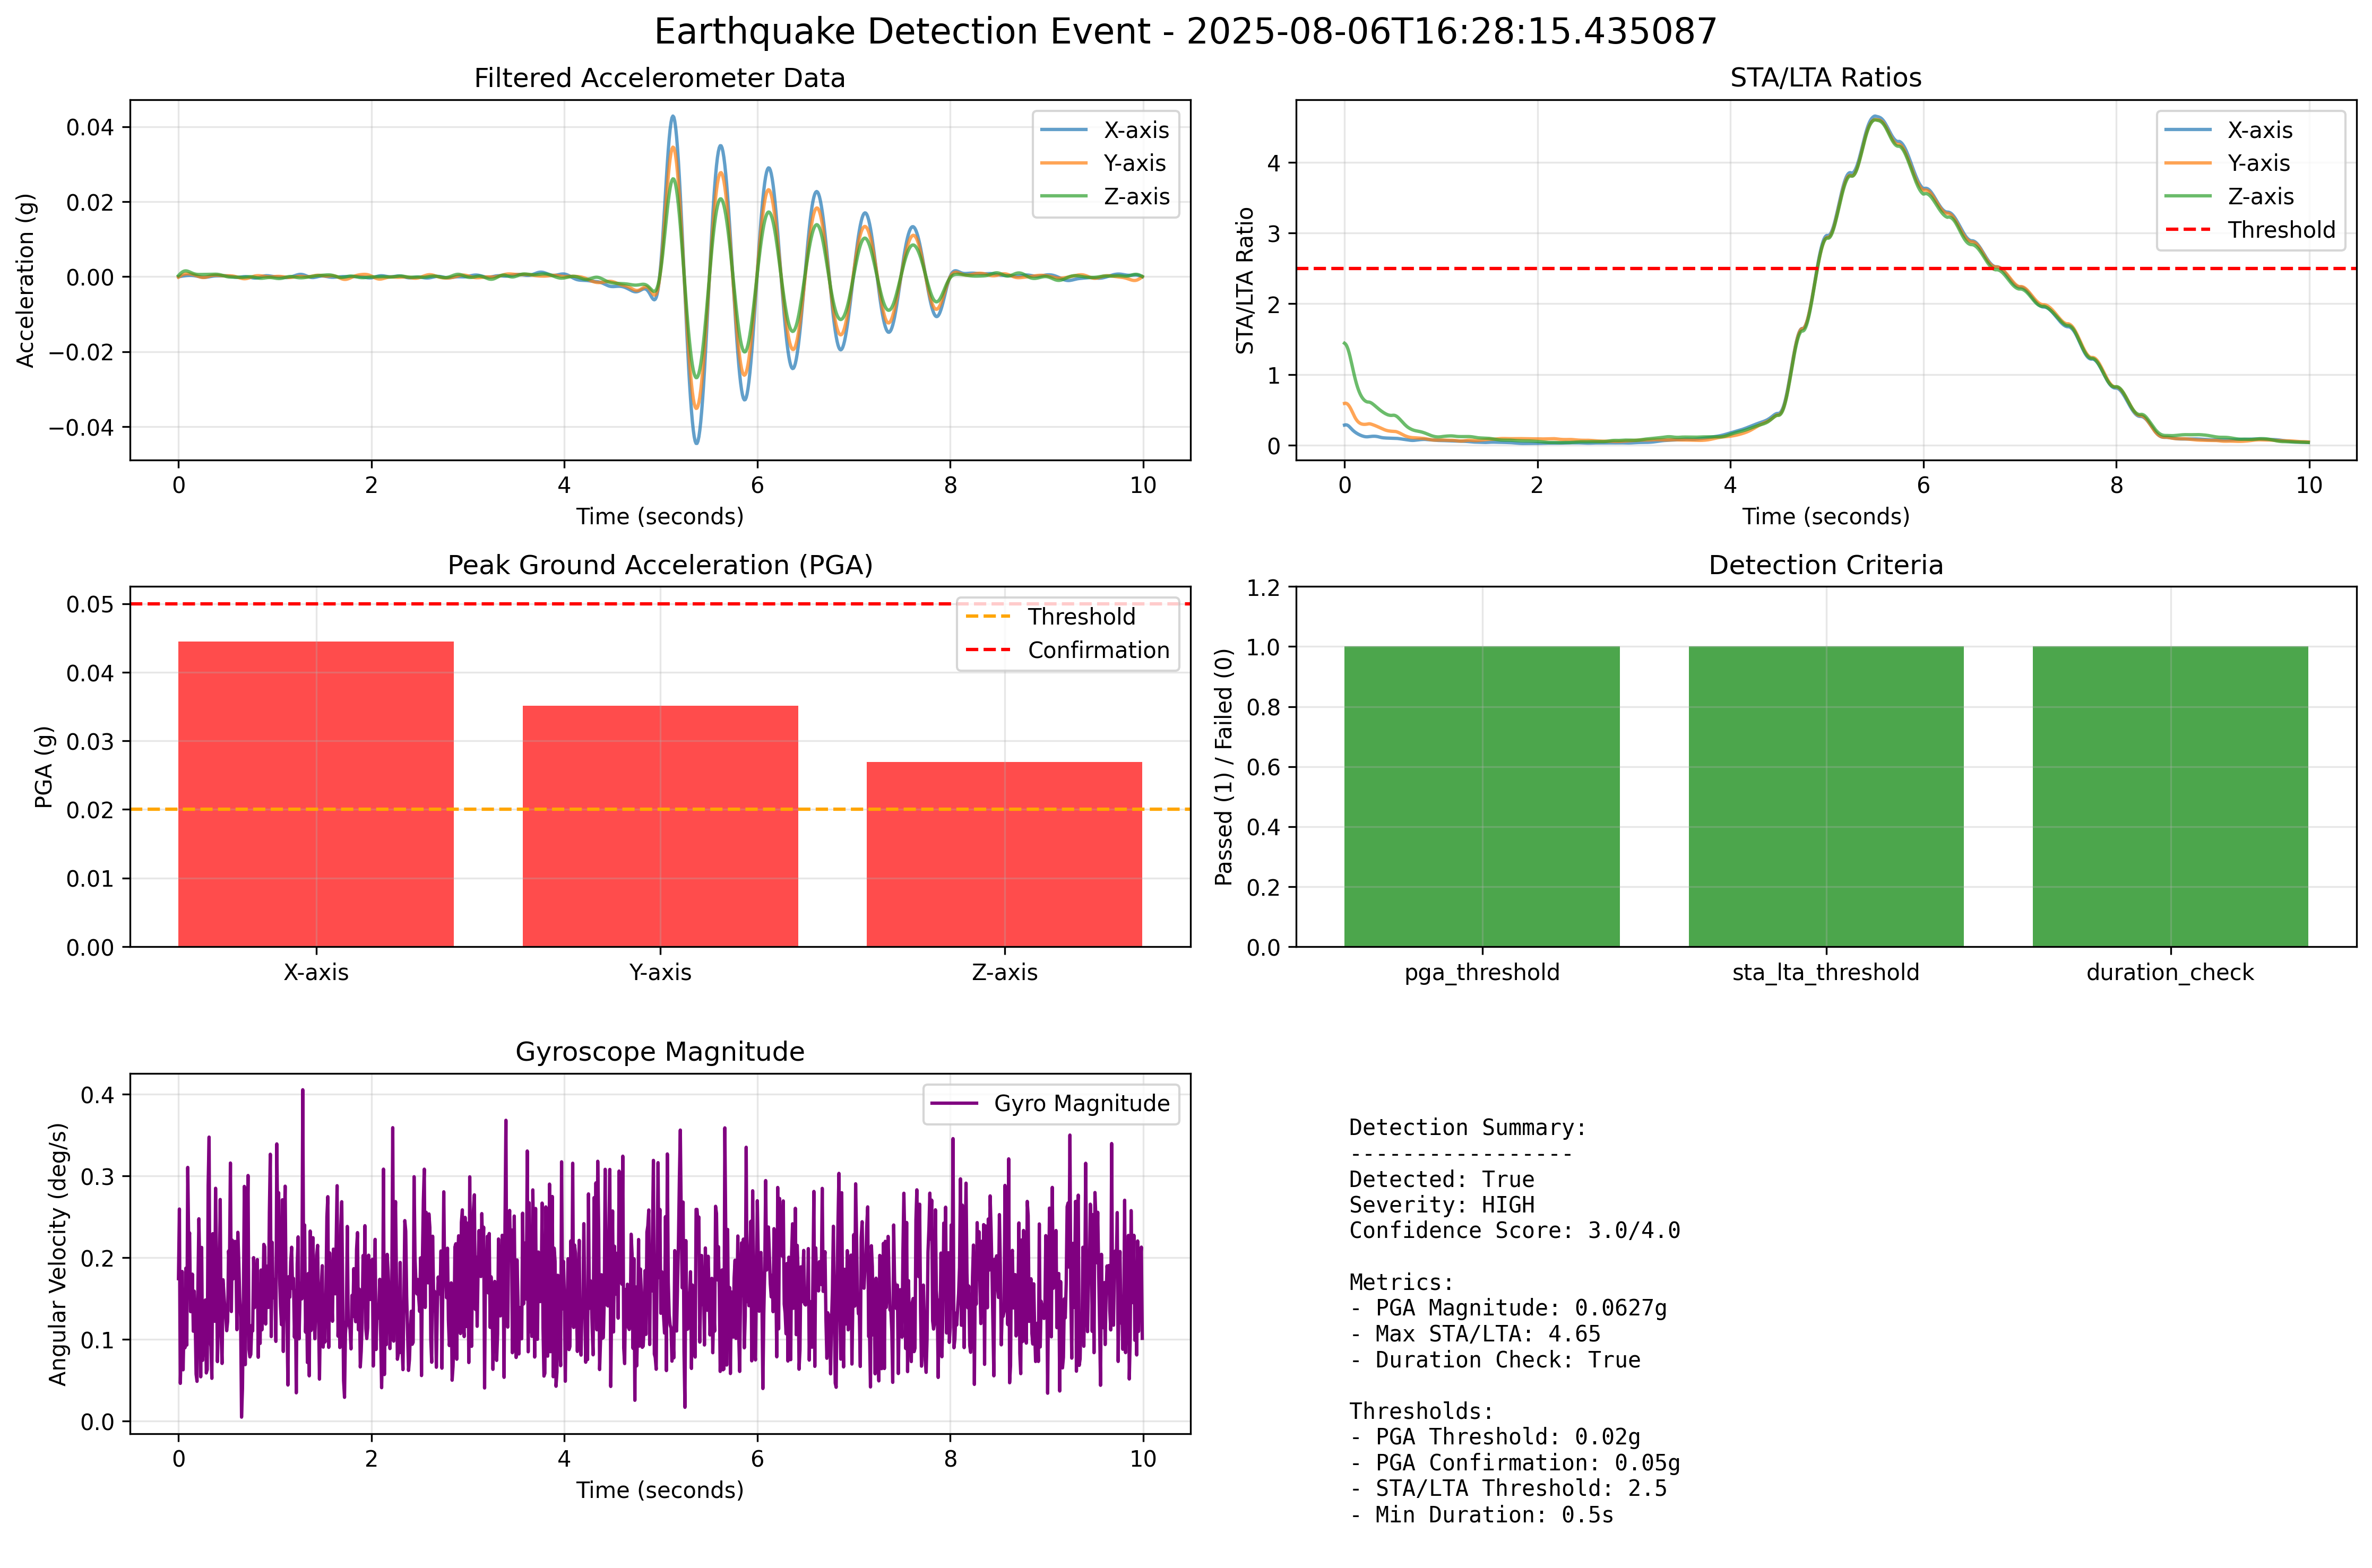 Earthquake Detection Event - 2025-08-06T16:28:15.435087
Filtered Accelerometer Data
Acceleration (g)
0.04
0.02
0.00
−0.02
−0.04
X-axis
Y-axis
Z-axis
0 2 4 6 8 10
Time (seconds)
STA/LTA Ratios
STA/LTA Ratio
4
3
2
1
0
X-axis
Y-axis
Z-axis
Threshold
0 2 4 6 8 10
Time (seconds)
Peak Ground Acceleration (PGA)
PGA (g)
0.05
0.04
0.03
0.02
0.01
0.00
Threshold
Confirmation
X-axis Y-axis Z-axis
Detection Criteria
Passed (1) / Failed (0)
1.2
1.0
0.8
0.6
0.4
0.2
0.0
pga_threshold sta_lta_threshold duration_check
Gyroscope Magnitude
Angular Velocity (deg/s)
0.4
0.3
0.2
0.1
0.0
Gyro Magnitude
0 2 4 6 8 10
Time (seconds)
Detection Summary:
-----------------
Detected: True
Severity: HIGH
Confidence Score: 3.0/4.0
Metrics:
- PGA Magnitude: 0.0627g
- Max STA/LTA: 4.65
- Duration Check: True
Thresholds:
- PGA Threshold: 0.02g
- PGA Confirmation: 0.05g
- STA/LTA Threshold: 2.5
- Min Duration: 0.5s